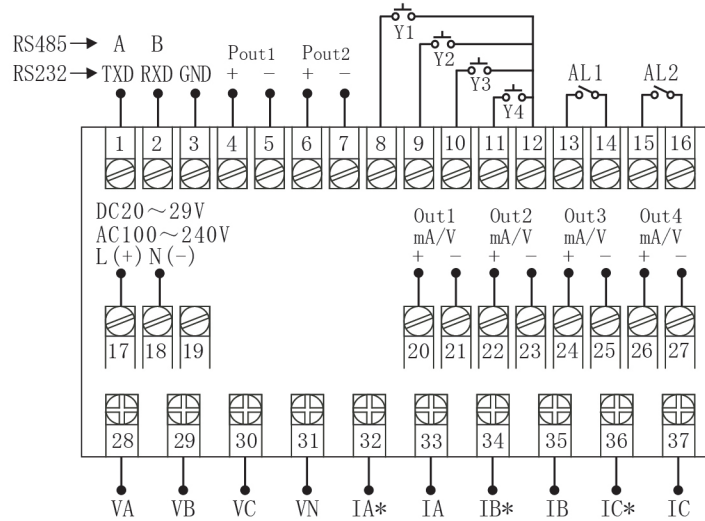 RS485 A B
RS232 TXD RXD GND
Pout1 Pout2
+ − + −
Y1
Y2
Y3
Y4
AL1 AL2
1 2 3 4 5 6 7 8 9 10 11 12 13 14 15 16
DC20～29V
AC100～240V
L(+) N(−)
Out1 Out2 Out3 Out4
mA/V mA/V mA/V mA/V
+ − + − + − + −
17 18 19 20 21 22 23 24 25 26 27
28 29 30 31 32 33 34 35 36 37
VA VB VC VN IA* IA IB* IB IC* IC